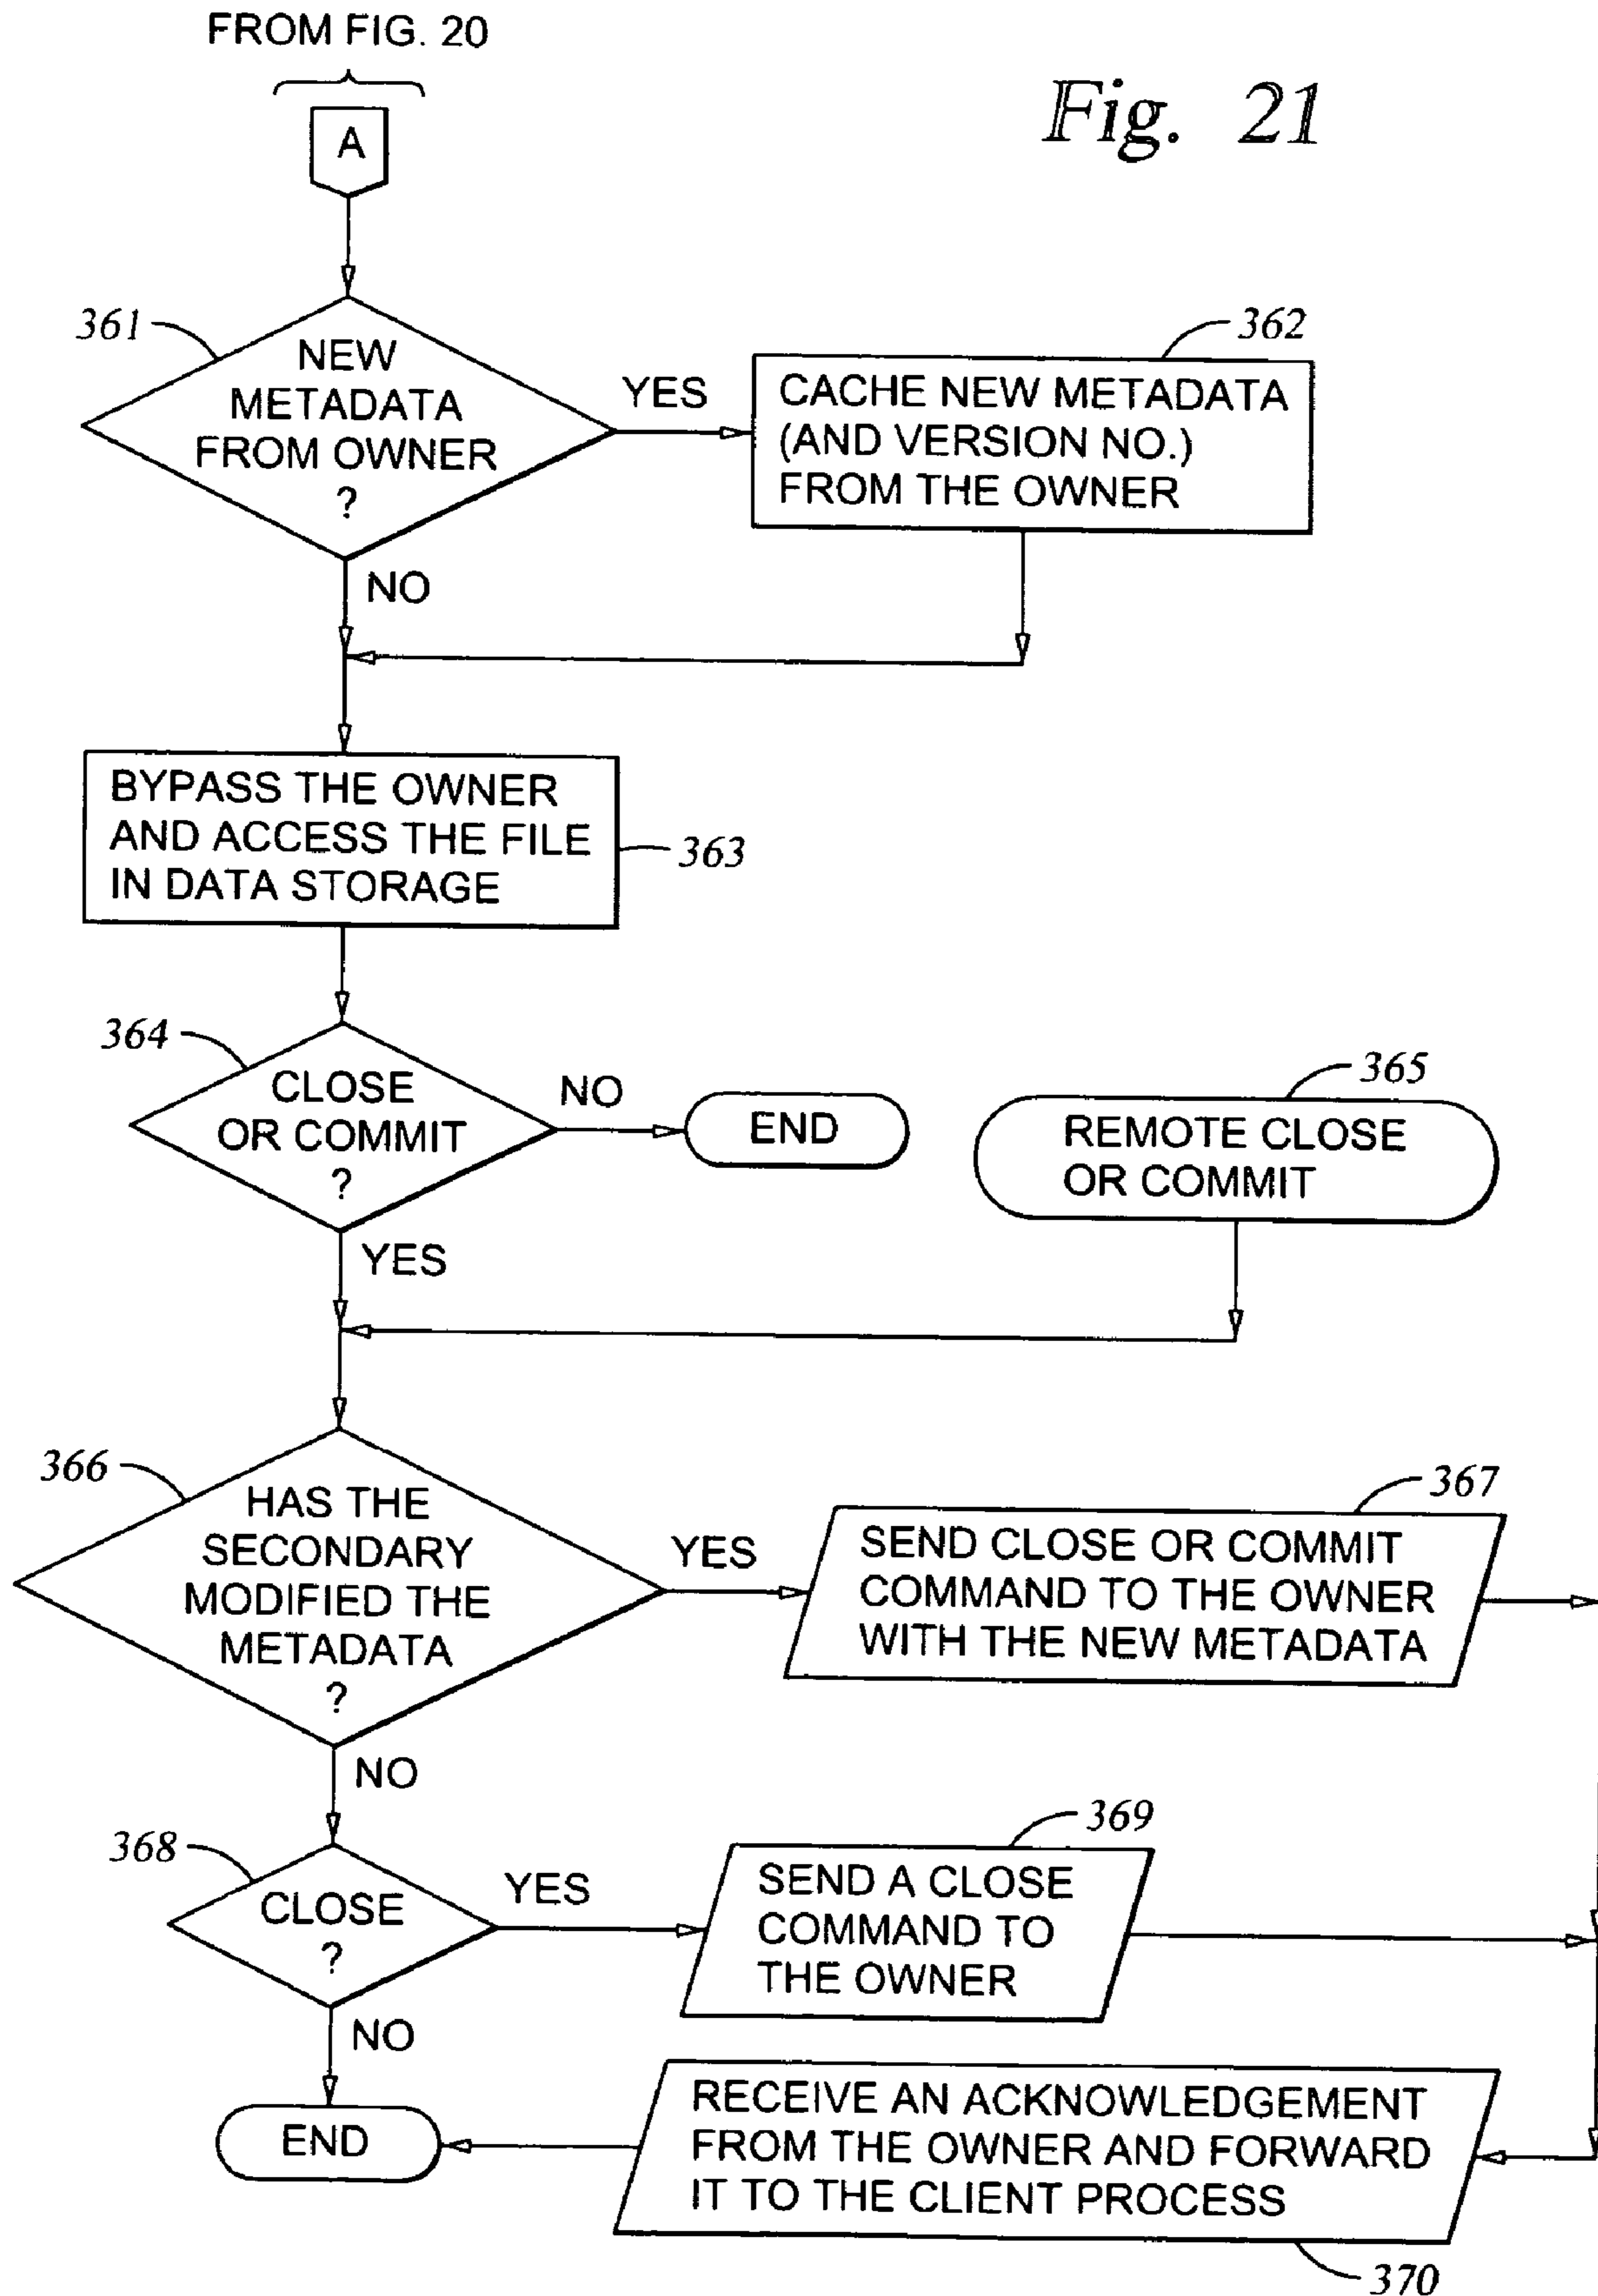 FROM FIG. 20
Fig. 21
A
361
NEW
METADATA
FROM OWNER
?
YES
362
CACHE NEW METADATA
(AND VERSION NO.)
FROM THE OWNER
NO
BYPASS THE OWNER
AND ACCESS THE FILE
IN DATA STORAGE
363
364
CLOSE
OR COMMIT
?
NO
END
365
REMOTE CLOSE
OR COMMIT
YES
366
HAS THE
SECONDARY
MODIFIED THE
METADATA
?
YES
367
SEND CLOSE OR COMMIT
COMMAND TO THE OWNER
WITH THE NEW METADATA
NO
368
CLOSE
?
YES
369
SEND A CLOSE
COMMAND TO
THE OWNER
NO
END
RECEIVE AN ACKNOWLEDGEMENT
FROM THE OWNER AND FORWARD
IT TO THE CLIENT PROCESS
370